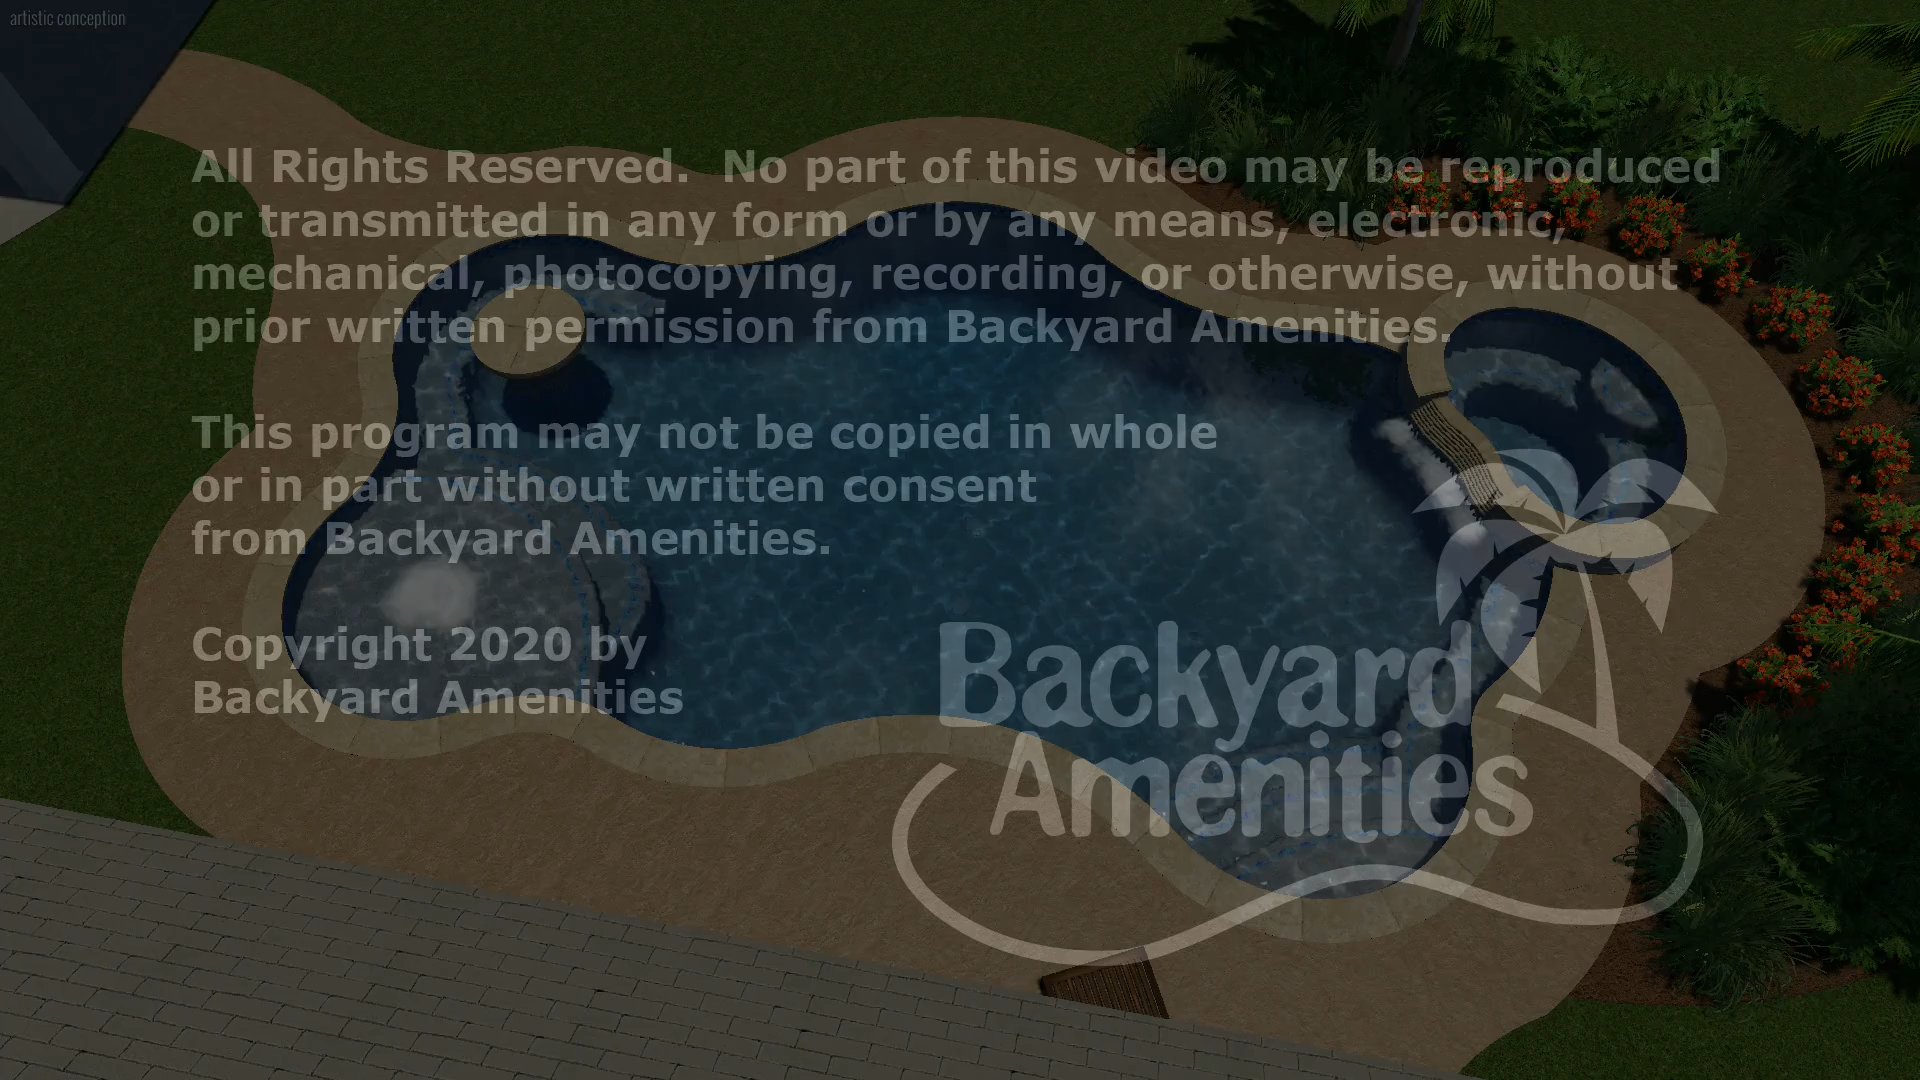 artistic conception
All Rights Reserved. No part of this video may be reproduced
or transmitted in any form or by any means, electronic,
mechanical, photocopying, recording, or otherwise, without
prior written permission from Backyard Amenities.
This program may not be copied in whole
or in part without written consent
from Backyard Amenities.
Copyright 2020 by
Backyard Amenities
Backyard
Amenities